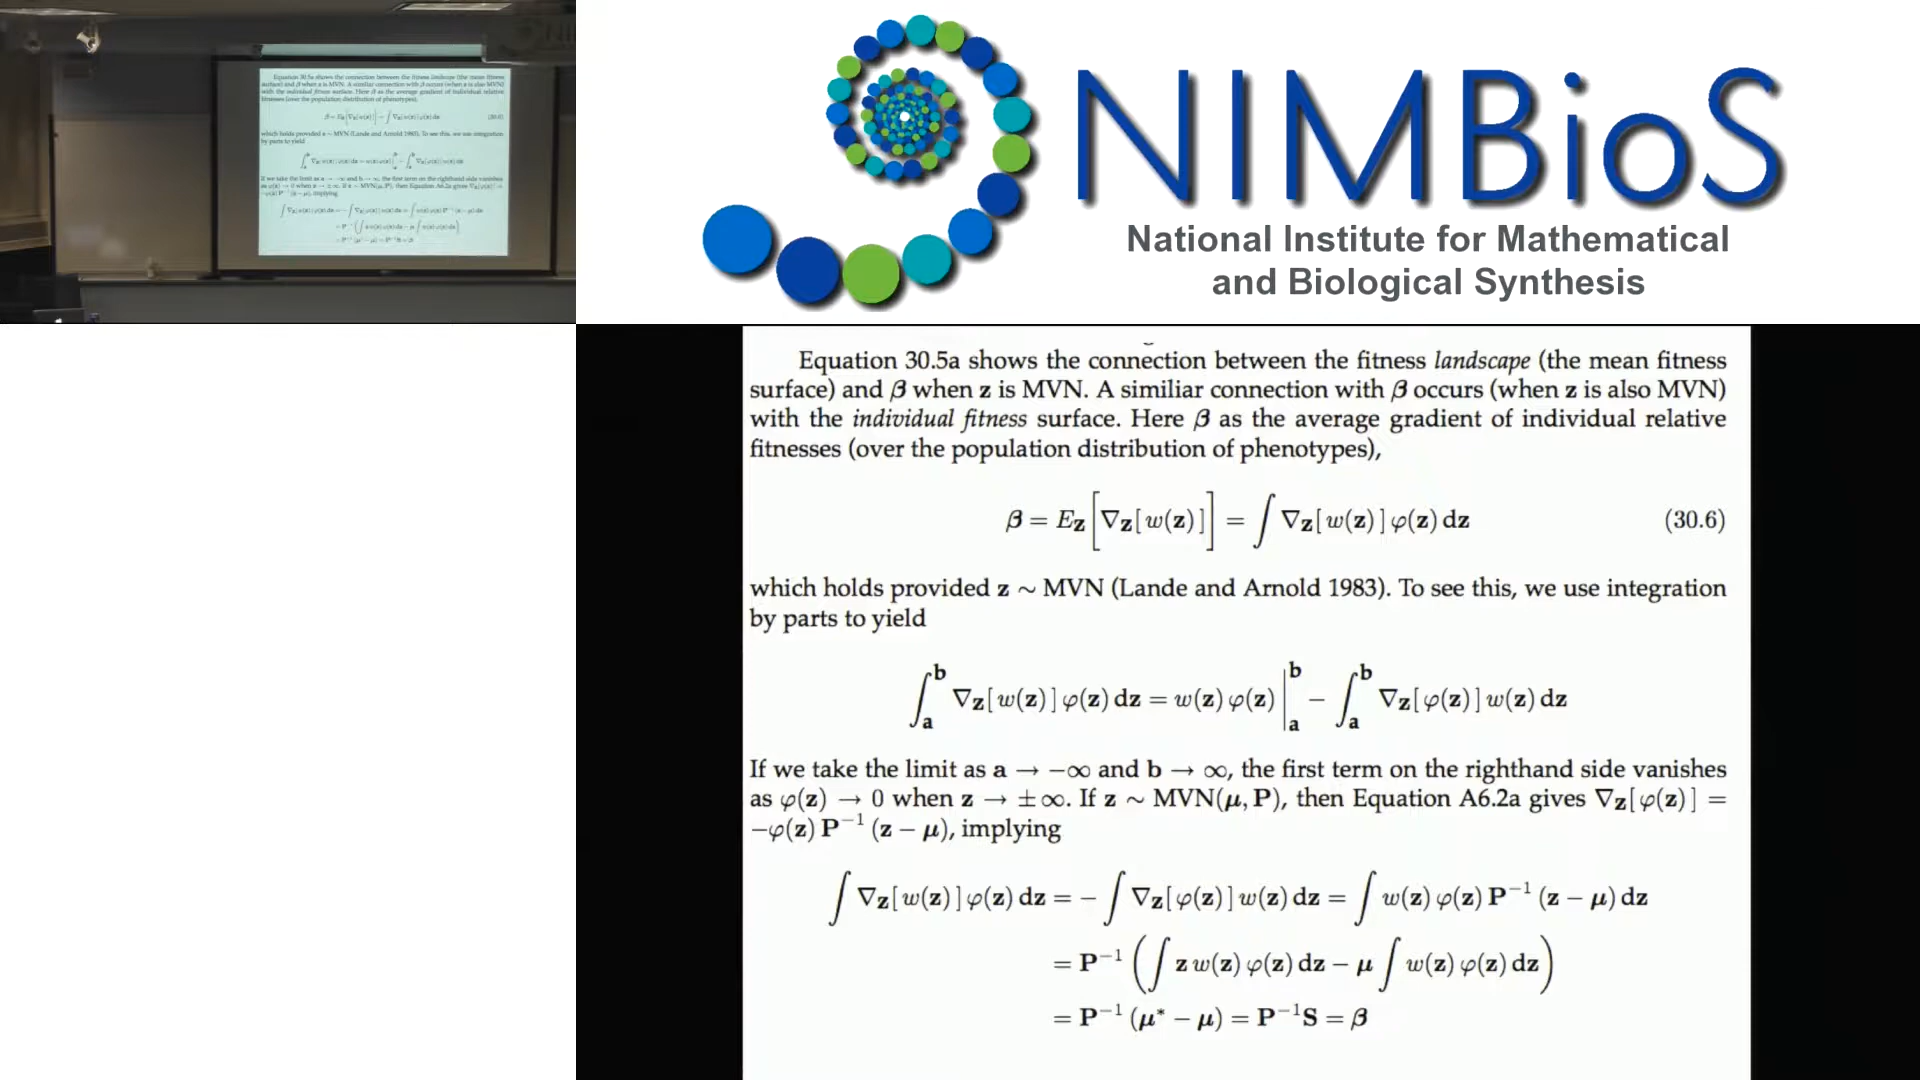 NIMBioS
National Institute for Mathematical
and Biological Synthesis
Equation 30.5a shows the connection between the fitness landscape (the mean fitness
surface) and β when z is MVN. A similiar connection with β occurs (when z is also MVN)
with the individual fitness surface. Here β as the average gradient of individual relative
fitnesses (over the population distribution of phenotypes),
β = E_z[∇_z[w(z)]] = ∫ ∇_z[w(z)] φ(z) dz (30.6)
which holds provided z ∼ MVN (Lande and Arnold 1983). To see this, we use integration
by parts to yield
∫_a^b ∇_z[w(z)] φ(z) dz = w(z) φ(z) |_a^b − ∫_a^b ∇_z[φ(z)] w(z) dz
If we take the limit as a → −∞ and b → ∞, the first term on the righthand side vanishes
as φ(z) → 0 when z → ±∞. If z ∼ MVN(μ, P), then Equation A6.2a gives ∇_z[φ(z)] =
−φ(z) P⁻¹ (z − μ), implying
∫ ∇_z[w(z)] φ(z) dz = − ∫ ∇_z[φ(z)] w(z) dz = ∫ w(z) φ(z) P⁻¹ (z − μ) dz
= P⁻¹ (∫ z w(z) φ(z) dz − μ ∫ w(z) φ(z) dz)
= P⁻¹ (μ* − μ) = P⁻¹S = β